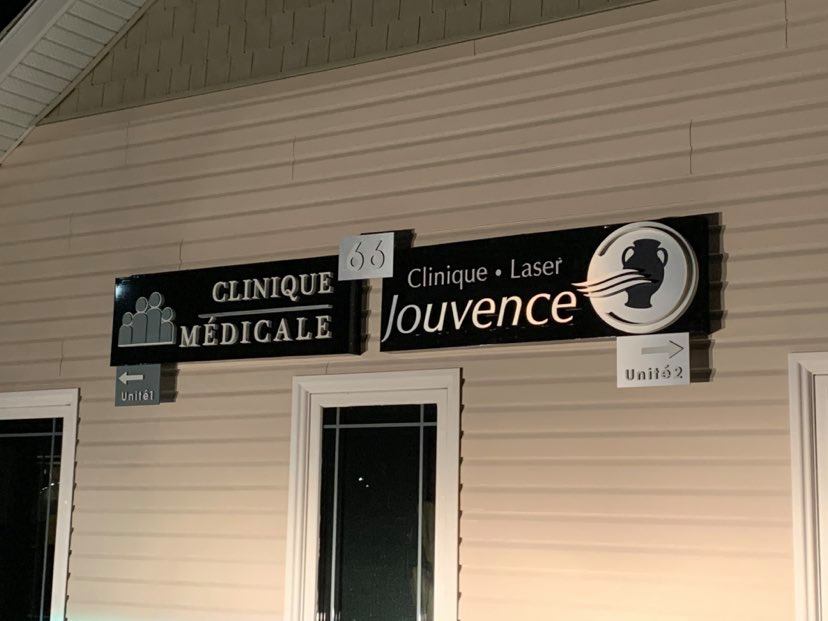 66
CLINIQUE
MÉDICALE
Unité1
Clinique • Laser
Jouvence
Unité2